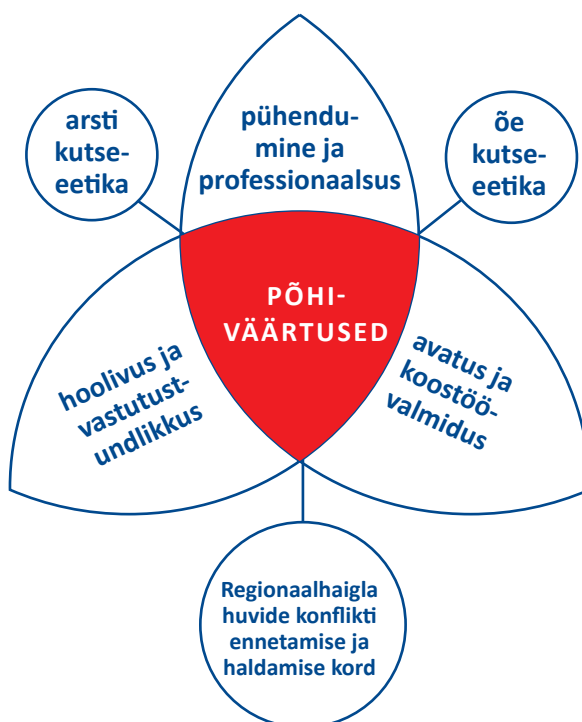 pühendu-
mine ja
professionaalsus
arsti
kutse-
eetika
õe
kutse-
eetika
PÕHI-
VÄÄRTUSED
hoolivus ja
vastutust-
undlikkus
avatus ja
koostöö-
valmidus
Regionaalhaigla
huvide konflikti
ennetamise ja
haldamise kord